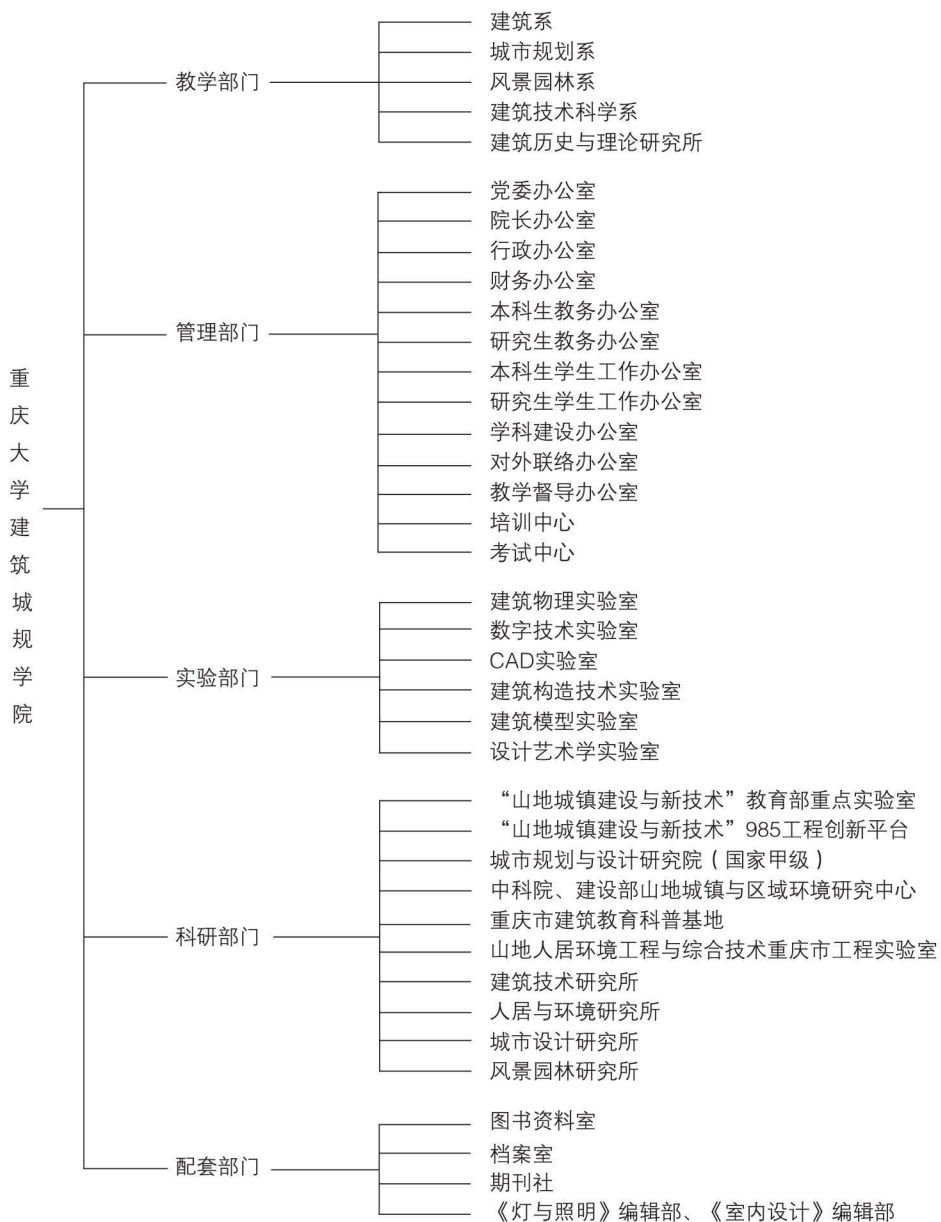 重庆大学建筑城规学院
教学部门
建筑系
城市规划系
风景园林系
建筑技术科学系
建筑历史与理论研究所
管理部门
党委办公室
院长办公室
行政办公室
财务办公室
本科生教务办公室
研究生教务办公室
本科生学生工作办公室
研究生学生工作办公室
学科建设办公室
对外联络办公室
教学督导办公室
培训中心
考试中心
实验部门
建筑物理实验室
数字技术实验室
CAD实验室
建筑构造技术实验室
建筑模型实验室
设计艺术学实验室
科研部门
“山地城镇建设与新技术”教育部重点实验室
“山地城镇建设与新技术”985工程创新平台
城市规划与设计研究院（国家甲级）
中科院、建设部山地城镇与区域环境研究中心
重庆市建筑教育科普基地
山地人居环境工程与综合技术重庆市工程实验室
建筑技术研究所
人居与环境研究所
城市设计研究所
风景园林研究所
配套部门
图书资料室
档案室
期刊社
《灯与照明》编辑部、《室内设计》编辑部